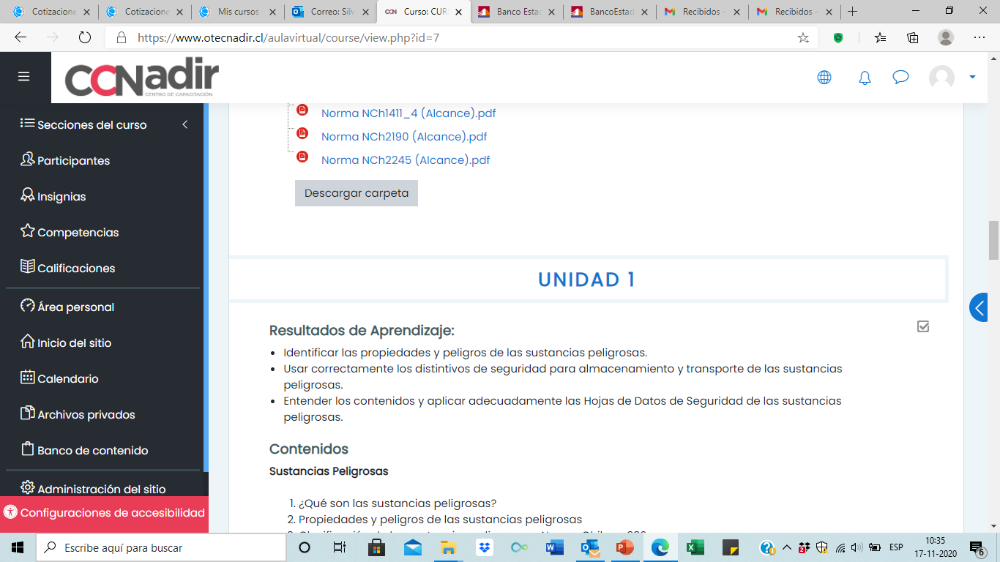 Cotizacione
Cotizacione
Mis cursos
Correo: Silv
CCN
Curso: CUR
Banco Esta
BancoEstad
Recibidos -
Recibidos -
https://www.otecnadir.cl/aulavirtual/course/view.php?id=7
CCNadir
CENTRO DE CAPACITACIÓN
Secciones del curso
Participantes
Insignias
Competencias
Calificaciones
Área personal
Inicio del sitio
Calendario
Archivos privados
Banco de contenido
Administración del sitio
Configuraciones de accesibilidad
Norma NCh1411_4 (Alcance).pdf
Norma NCh2190 (Alcance).pdf
Norma NCh2245 (Alcance).pdf
Descargar carpeta
UNIDAD 1
Resultados de Aprendizaje:
Identificar las propiedades y peligros de las sustancias peligrosas.
Usar correctamente los distintivos de seguridad para almacenamiento y transporte de las sustancias
peligrosas.
Entender los contenidos y aplicar adecuadamente las Hojas de Datos de Seguridad de las sustancias
peligrosas.
Contenidos
Sustancias Peligrosas
1. ¿Qué son las sustancias peligrosas?
2. Propiedades y peligros de las sustancias peligrosas
Escribe aquí para buscar
ESP
10:35
17-11-2020
6